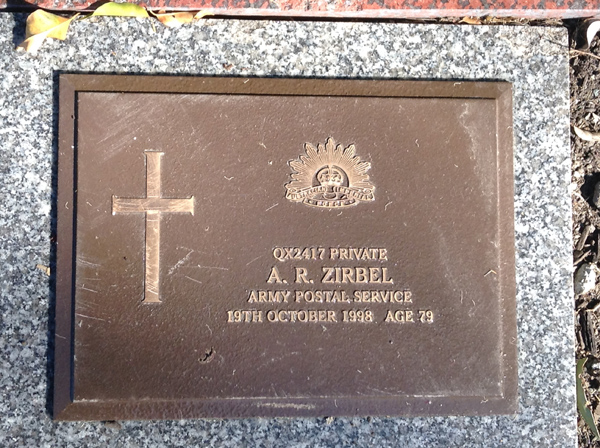 QX2417 PRIVATE
A. R. ZIRBEL
ARMY POSTAL SERVICE
19TH OCTOBER 1998 AGE 79